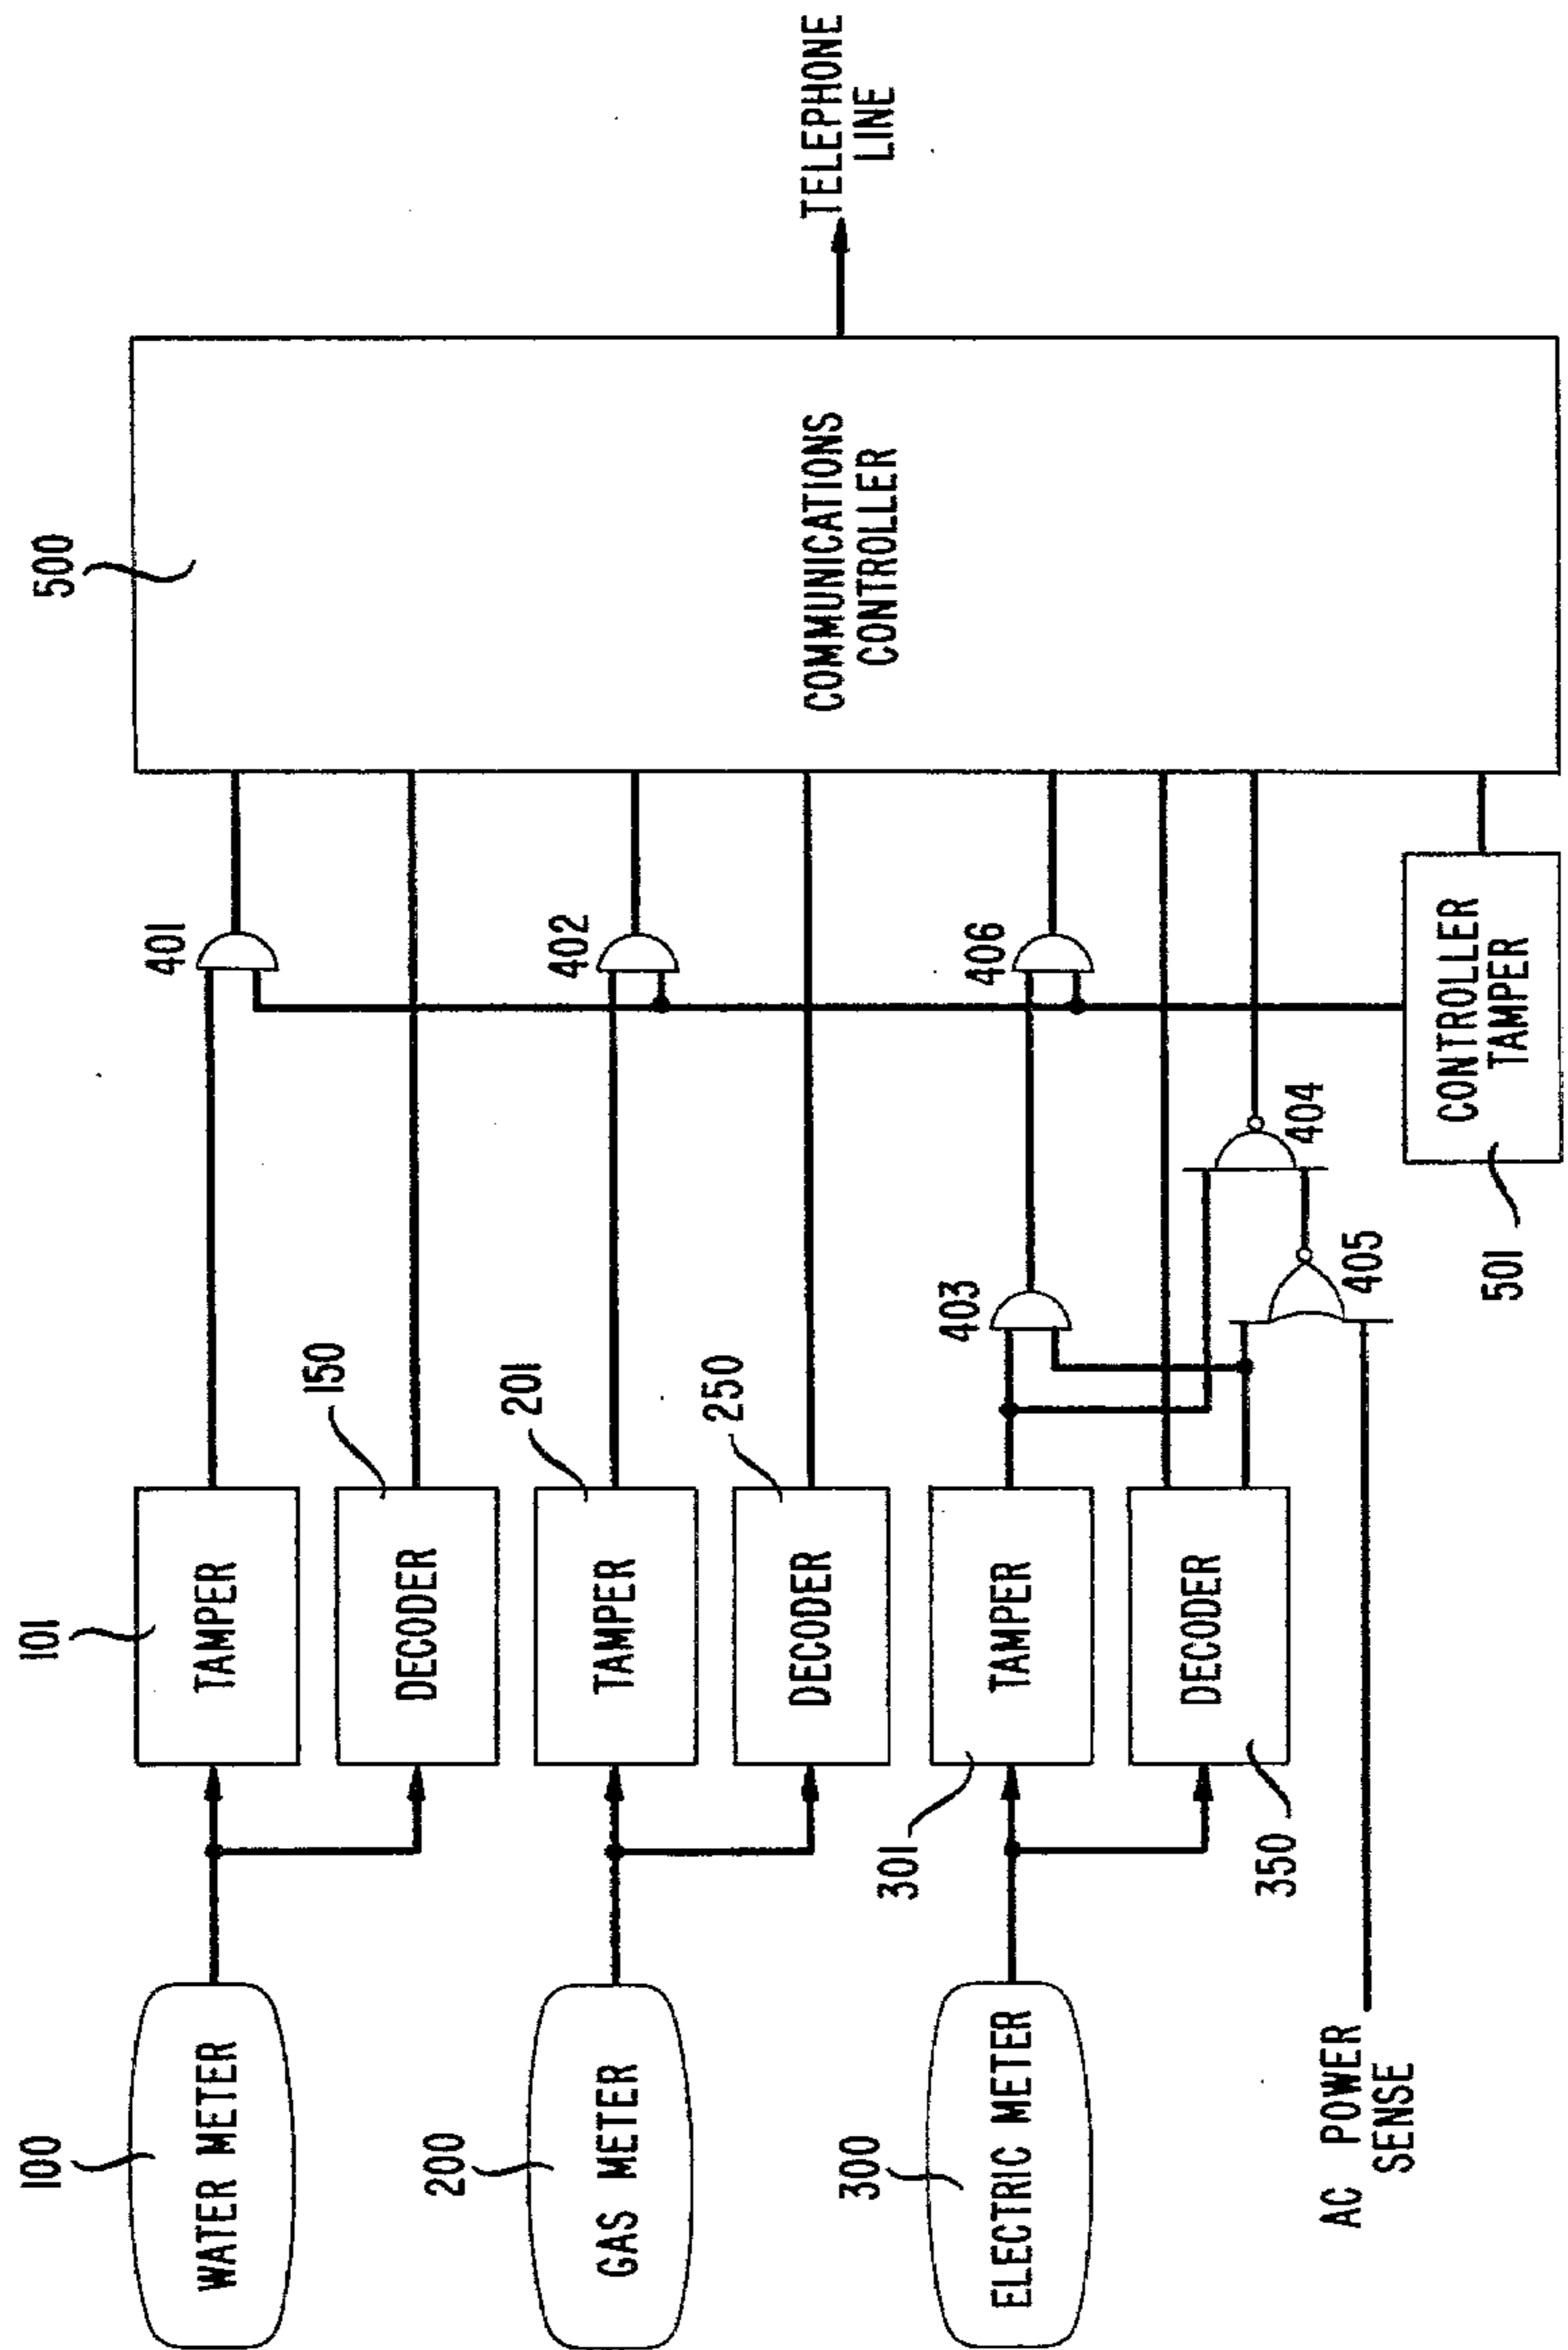 100
WATER METER
101
TAMPER
150
DECODER
401
500
COMMUNICATIONS
CONTROLLER
TELEPHONE
LINE
200
GAS METER
201
TAMPER
250
DECODER
402
300
ELECTRIC METER
301
TAMPER
350
DECODER
403
406
404
405
AC POWER
SENSE
501
CONTROLLER
TAMPER